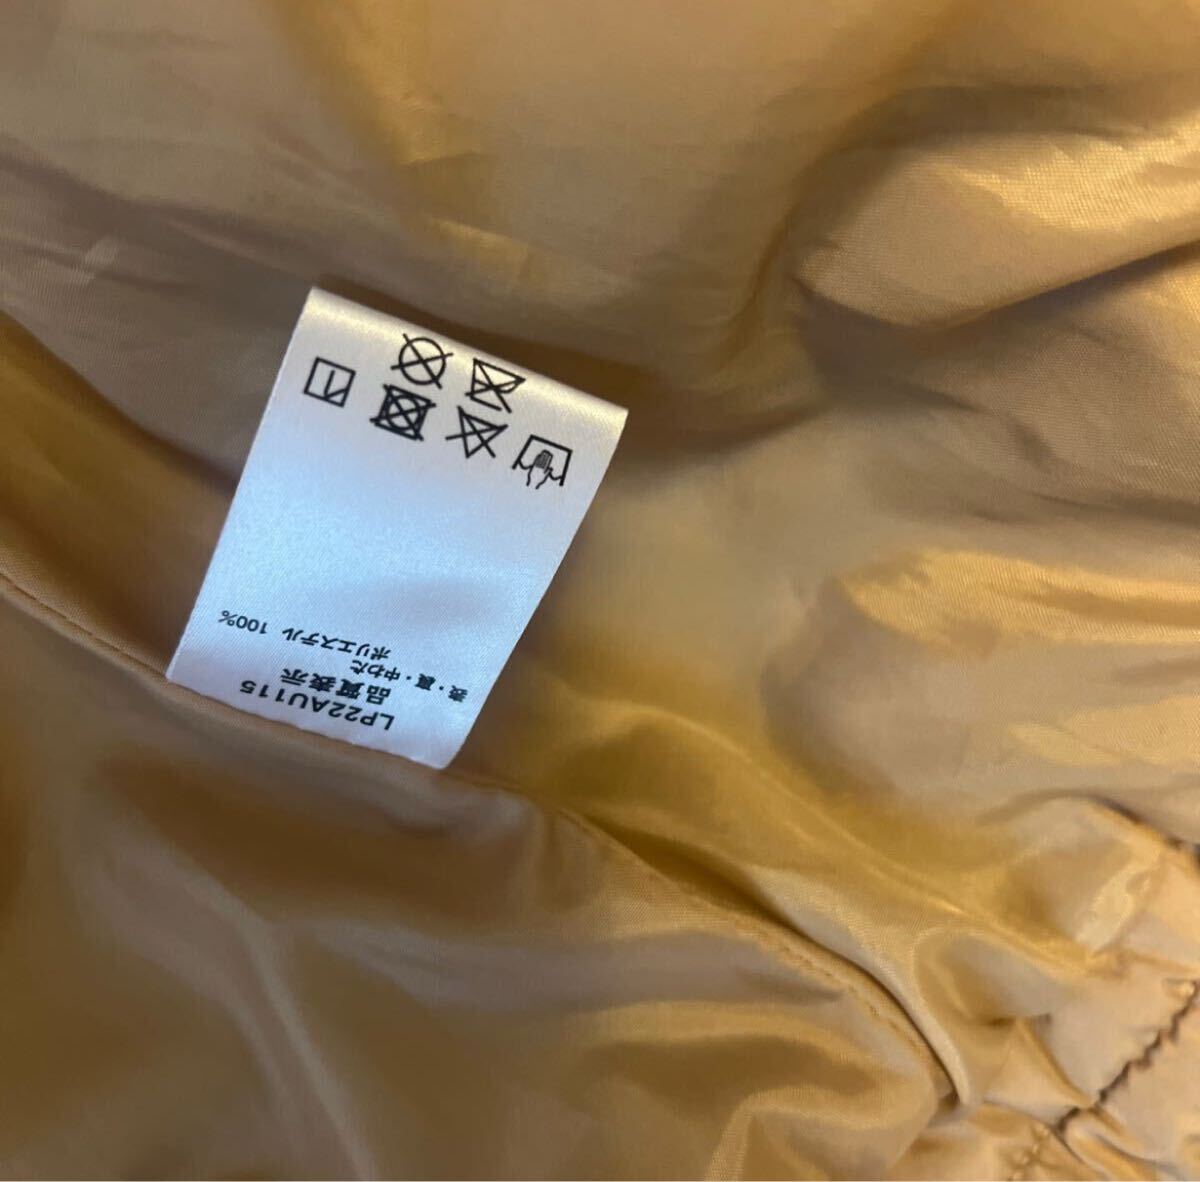 LP22AU115
品質表示
表・裏・中わた
ポリエステル 100%